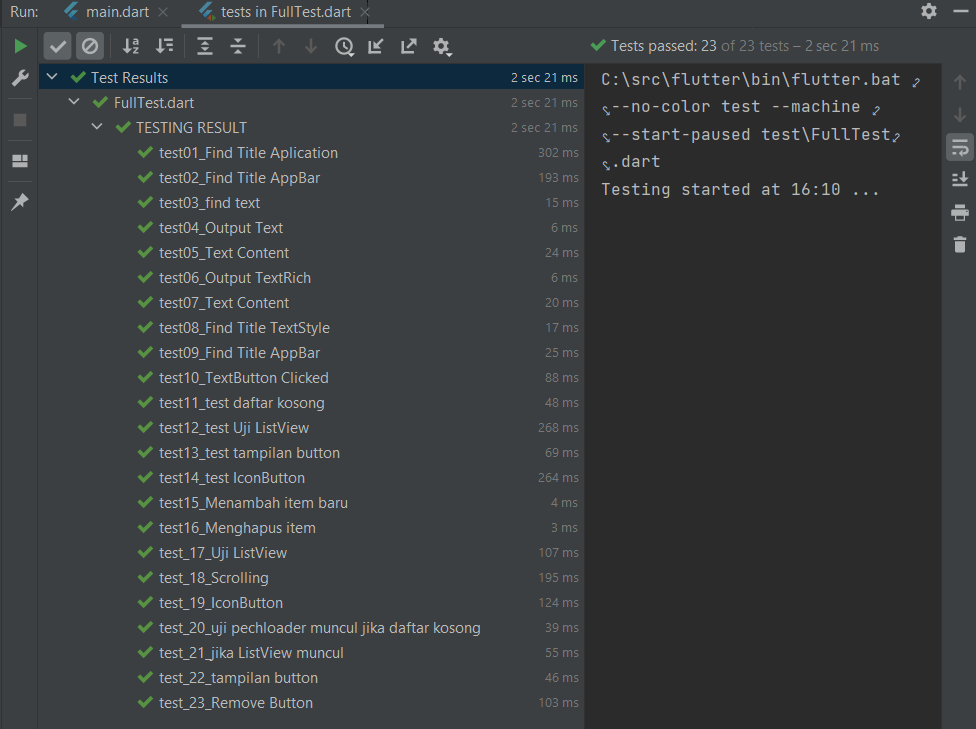 Run: main.dart tests in FullTest.dart
Tests passed: 23 of 23 tests – 2 sec 21 ms
Test Results 2 sec 21 ms
FullTest.dart 2 sec 21 ms
TESTING RESULT 2 sec 21 ms
test01_Find Title Aplication 302 ms
test02_Find Title AppBar 193 ms
test03_find text 15 ms
test04_Output Text 6 ms
test05_Text Content 24 ms
test06_Output TextRich 6 ms
test07_Text Content 20 ms
test08_Find Title TextStyle 17 ms
test09_Find Title AppBar 25 ms
test10_TextButton Clicked 88 ms
test11_test daftar kosong 48 ms
test12_test Uji ListView 268 ms
test13_test tampilan button 69 ms
test14_test IconButton 264 ms
test15_Menambah item baru 4 ms
test16_Menghapus item 3 ms
test_17_Uji ListView 107 ms
test_18_Scrolling 195 ms
test_19_IconButton 124 ms
test_20_uji pechloader muncul jika daftar kosong 39 ms
test_21_jika ListView muncul 55 ms
test_22_tampilan button 46 ms
test_23_Remove Button 103 ms
C:\src\flutter\bin\flutter.bat
--no-color test --machine
--start-paused test\FullTest
.dart
Testing started at 16:10 ...